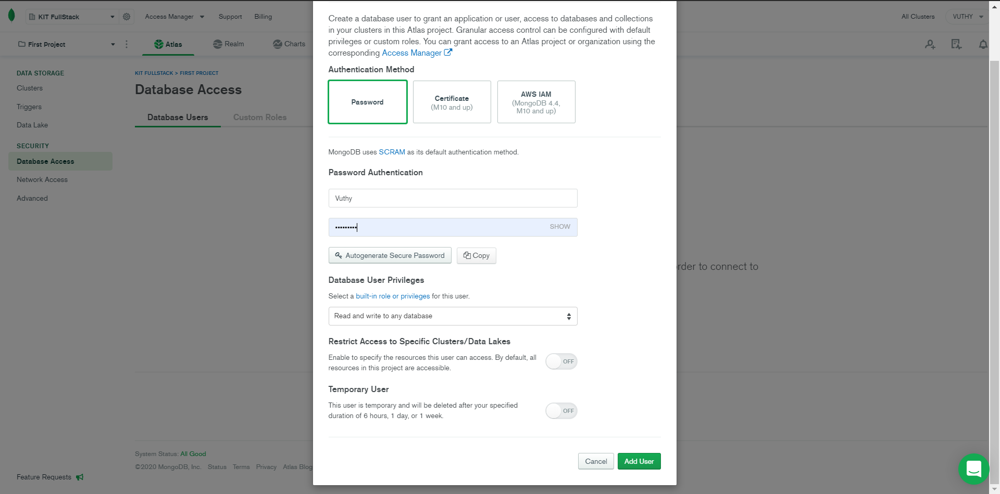 KIT FullStack
Access Manager
Support
Billing
All Clusters
VUTHY
First Project
Atlas
Realm
Charts
DATA STORAGE
Clusters
Triggers
Data Lake
SECURITY
Database Access
Network Access
Advanced
Feature Requests
KIT FULLSTACK > FIRST PROJECT
Database Access
Database Users
Custom Roles
order to connect to
System Status: All Good
©2020 MongoDB, Inc. Status Terms Privacy Atlas Blog
Create a database user to grant an application or user, access to databases and collections
in your clusters in this Atlas project. Granular access control can be configured with default
privileges or custom roles. You can grant access to an Atlas project or organization using the
corresponding Access Manager
Authentication Method
Password
Certificate
(M10 and up)
AWS IAM
(MongoDB 4.4,
M10 and up)
MongoDB uses SCRAM as its default authentication method.
Password Authentication
Vuthy
•••••••••
SHOW
Autogenerate Secure Password
Copy
Database User Privileges
Select a built-in role or privileges for this user.
Read and write to any database
Restrict Access to Specific Clusters/Data Lakes
Enable to specify the resources this user can access. By default, all
resources in this project are accessible.
OFF
Temporary User
This user is temporary and will be deleted after your specified
duration of 6 hours, 1 day, or 1 week.
OFF
Cancel
Add User